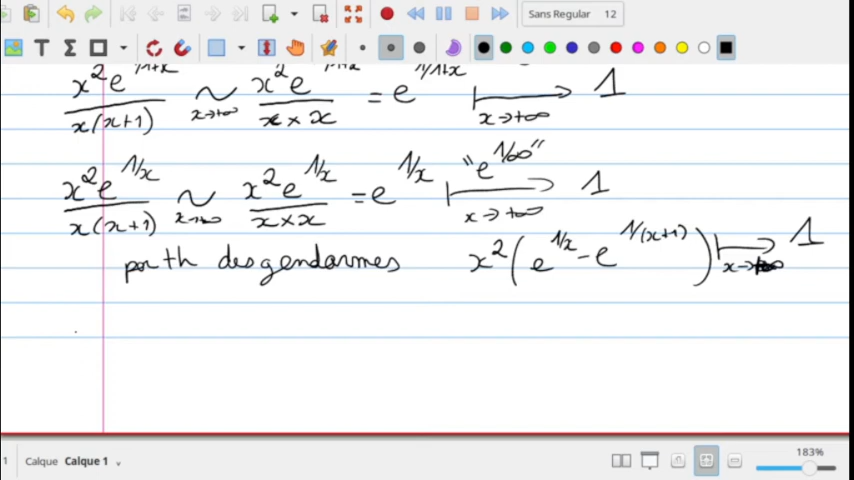 Sans Regular 12
x²e^(1/1+x) / x(x+1) ~ x→+∞ x²e^(1/1+x) / x×x = e^(1/1+x) ⟼ x→+∞ 1
x²e^(1/x) / x(x+1) ~ x→+∞ x²e^(1/x) / x×x = e^(1/x) "e^(1/∞)" ⟼ x→+∞ 1
par th des gendarmes x²(e^(1/x) - e^(1/(x+1))) ⟼ x→+∞ 1
1 Calque Calque 1 183%